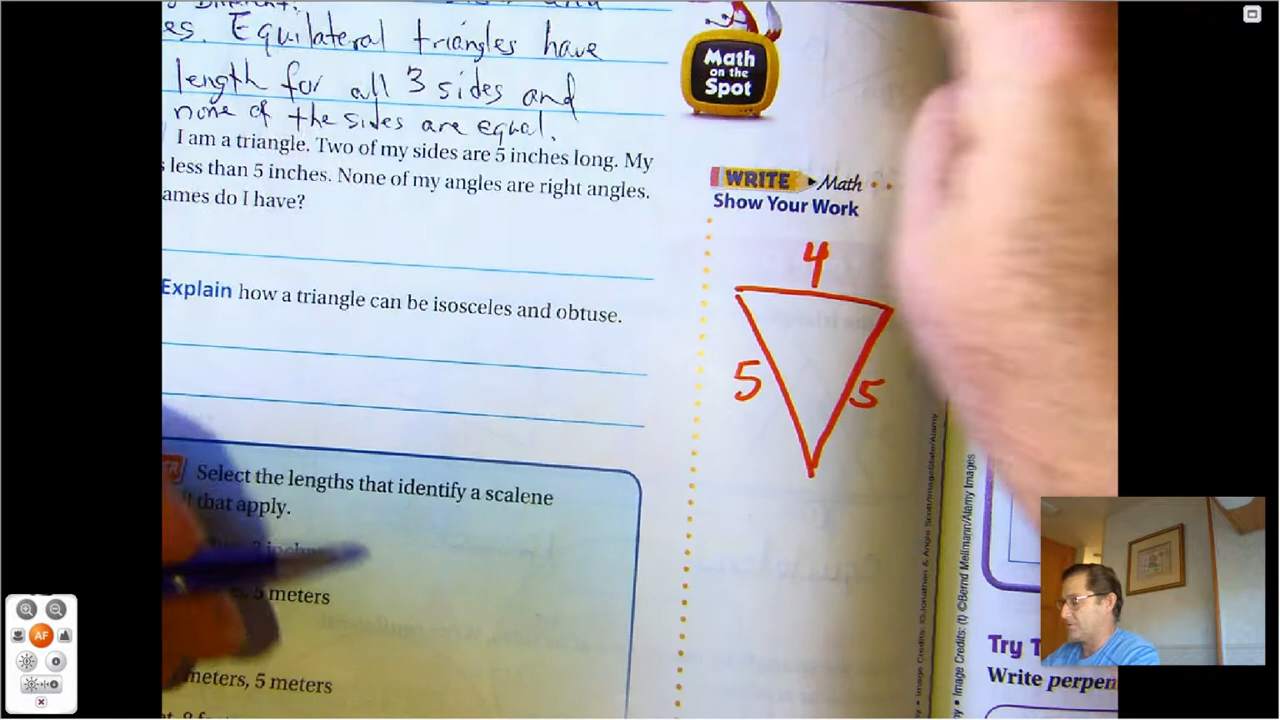 es. Equilateral triangles have
length for all 3 sides and
none of the sides are equal.
I am a triangle. Two of my sides are 5 inches long. My
less than 5 inches. None of my angles are right angles.
ames do I have?
Explain how a triangle can be isosceles and obtuse.
Select the lengths that identify a scalene
that apply.
5 meters
meters, 5 meters
Math
on the
Spot
WRITE Math
Show Your Work
4
5 5
Image Credits: (t) ©Bernd Mellmann/Alamy Images
Try T
Write perpen
AF